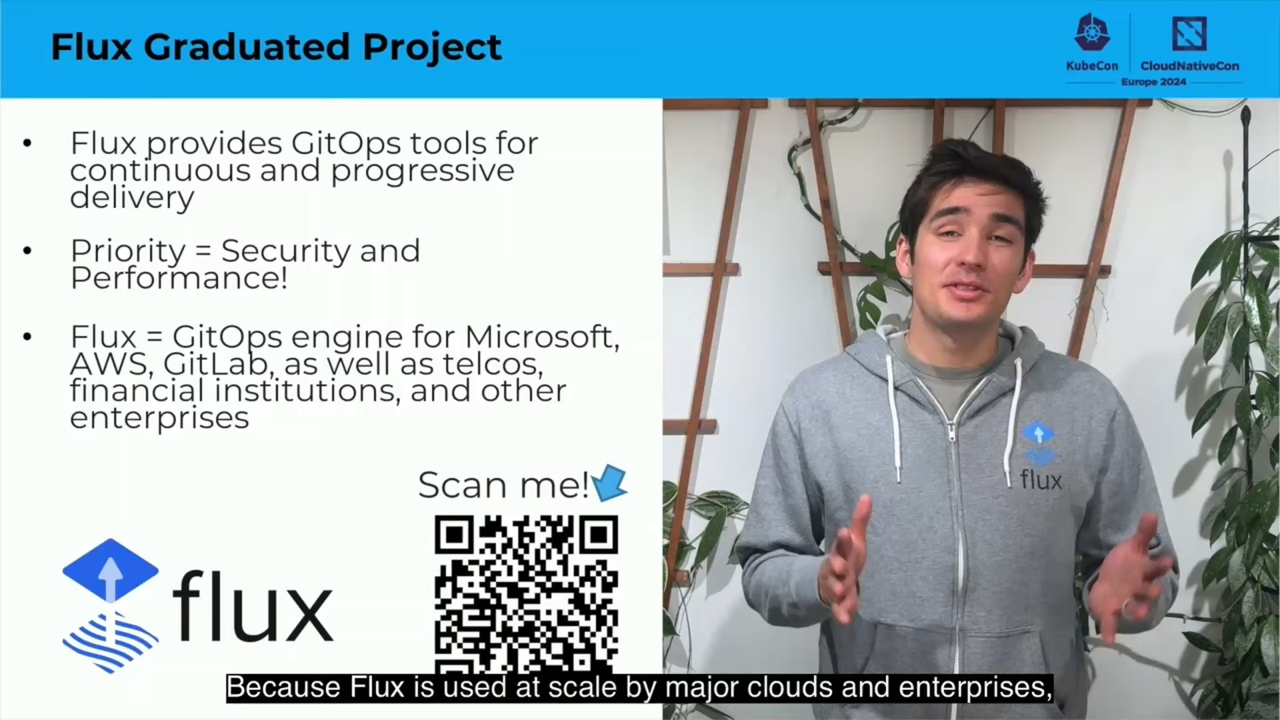 Flux Graduated Project
KubeCon
CloudNativeCon
Europe 2024
• Flux provides GitOps tools for
continuous and progressive
delivery
• Priority = Security and
Performance!
• Flux = GitOps engine for Microsoft,
AWS, GitLab, as well as telcos,
financial institutions, and other
enterprises
Scan me!
flux
flux
Because Flux is used at scale by major clouds and enterprises,